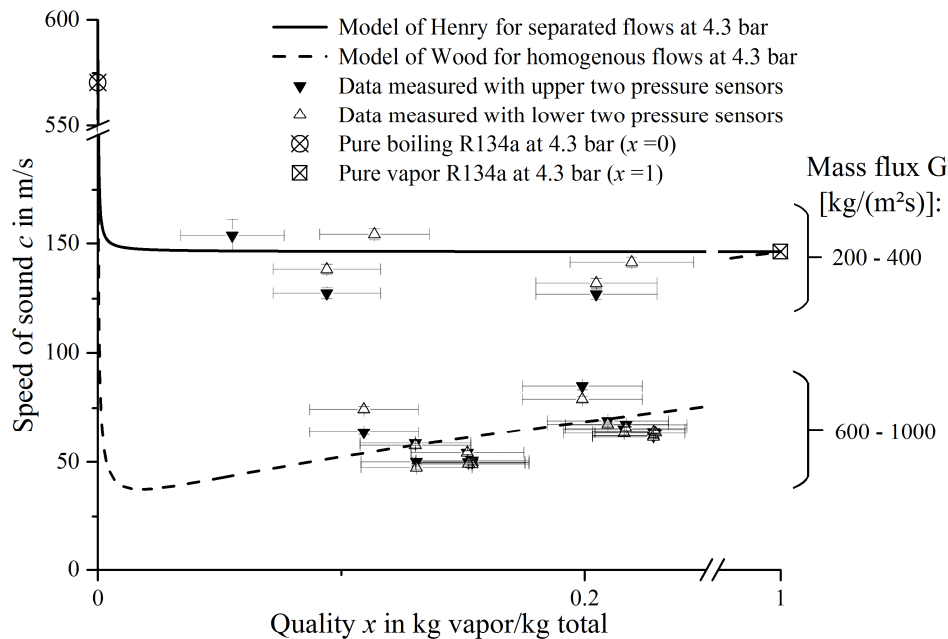 600
550
150
100
50
0
Speed of sound c in m/s
Model of Henry for separated flows at 4.3 bar
Model of Wood for homogenous flows at 4.3 bar
Data measured with upper two pressure sensors
Data measured with lower two pressure sensors
Pure boiling R134a at 4.3 bar (x =0)
Pure vapor R134a at 4.3 bar (x =1)
Mass flux G
[kg/(m²s)]:
200 - 400
600 - 1000
0
0.2
1
Quality x in kg vapor/kg total